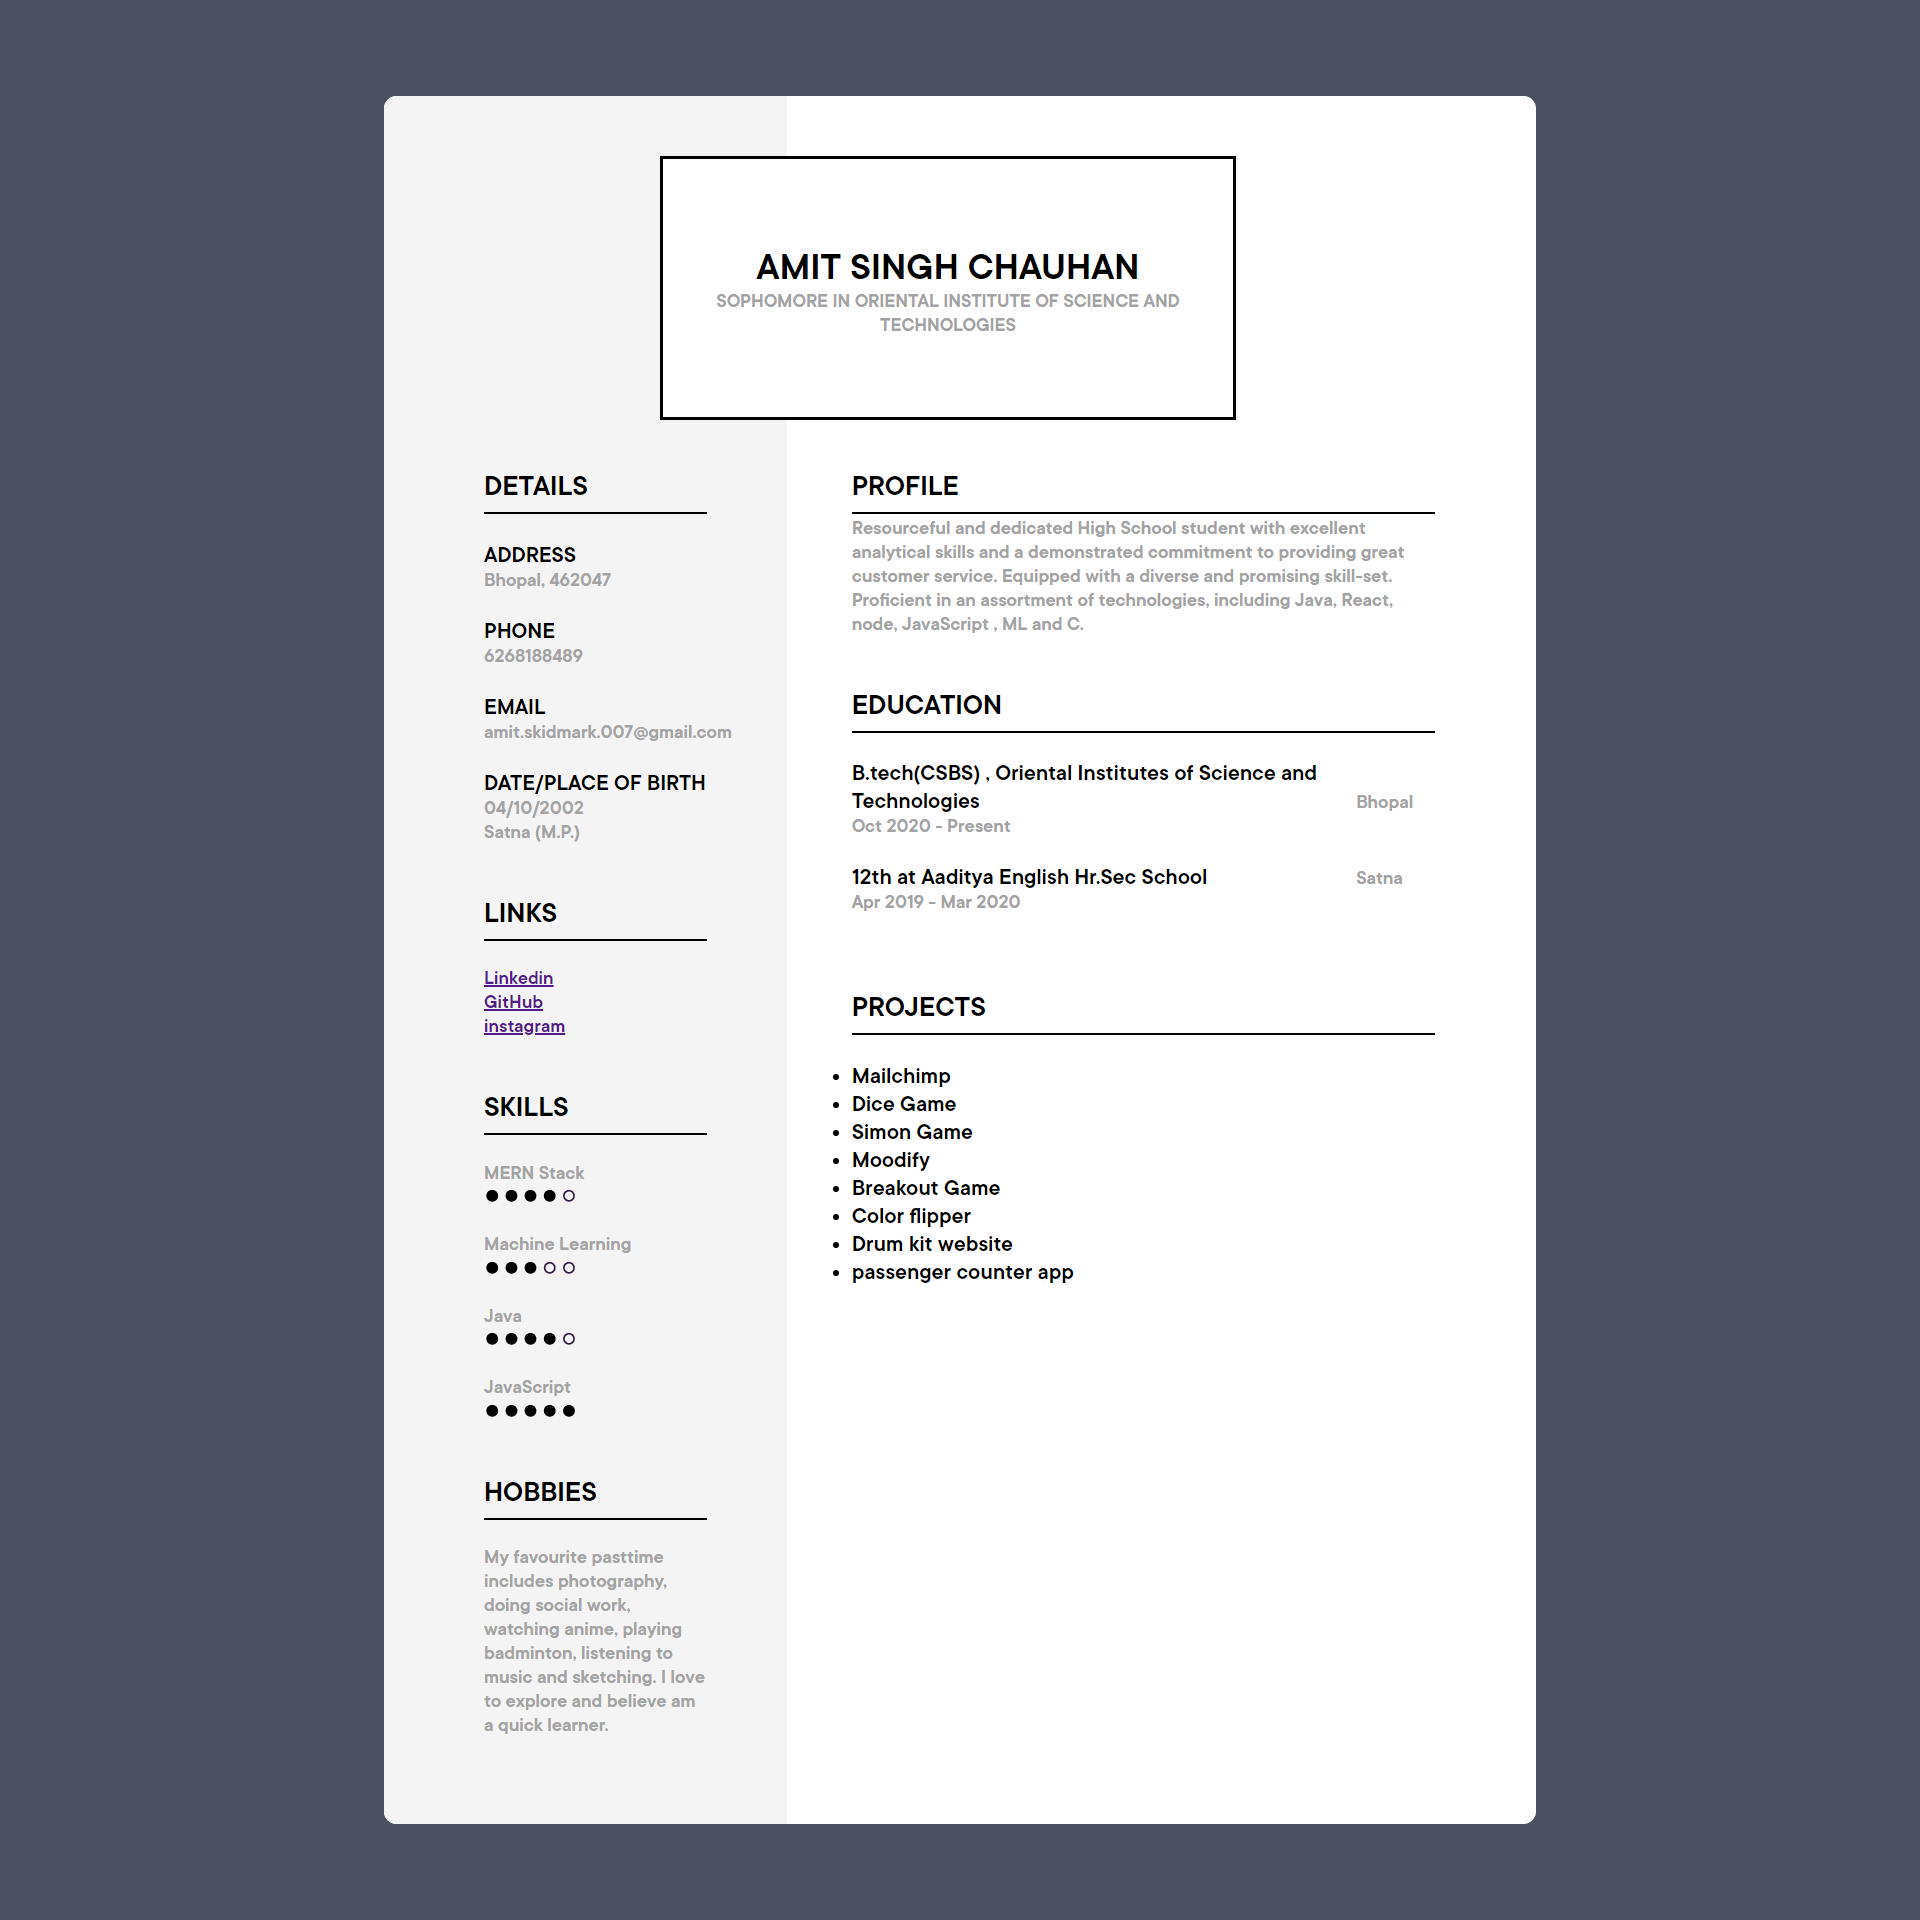 AMIT SINGH CHAUHAN
SOPHOMORE IN ORIENTAL INSTITUTE OF SCIENCE AND
TECHNOLOGIES
DETAILS
ADDRESS
Bhopal, 462047
PHONE
6268188489
EMAIL
amit.skidmark.007@gmail.com
DATE/PLACE OF BIRTH
04/10/2002
Satna (M.P.)
LINKS
Linkedin
GitHub
instagram
SKILLS
MERN Stack
Machine Learning
Java
JavaScript
HOBBIES
My favourite pasttime
includes photography,
doing social work,
watching anime, playing
badminton, listening to
music and sketching. I love
to explore and believe am
a quick learner.
PROFILE
Resourceful and dedicated High School student with excellent
analytical skills and a demonstrated commitment to providing great
customer service. Equipped with a diverse and promising skill-set.
Proficient in an assortment of technologies, including Java, React,
node, JavaScript , ML and C.
EDUCATION
B.tech(CSBS) , Oriental Institutes of Science and
Technologies Bhopal
Oct 2020 - Present
12th at Aaditya English Hr.Sec School Satna
Apr 2019 - Mar 2020
PROJECTS
• Mailchimp
• Dice Game
• Simon Game
• Moodify
• Breakout Game
• Color flipper
• Drum kit website
• passenger counter app